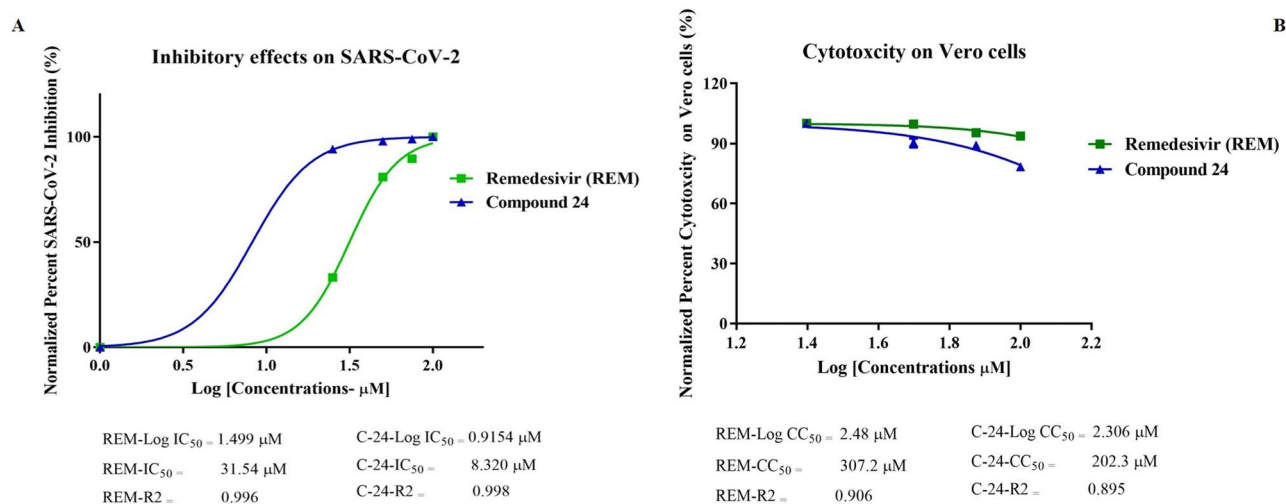 A
Inhibitory effects on SARS-CoV-2
Normalized Percent SARS-CoV-2 Inhibition (%)
100
50
0
0.0 0.5 1.0 1.5 2.0
Log [Concentrations- μM]
Remedesivir (REM)
Compound 24
REM-Log IC50 = 1.499 μM
REM-IC50 = 31.54 μM
REM-R2 = 0.996
C-24-Log IC50 = 0.9154 μM
C-24-IC50 = 8.320 μM
C-24-R2 = 0.998
B
Cytotoxcity on Vero cells
Normalized Percent Cytotoxcity on Vero cells (%)
120
90
60
30
0
1.2 1.4 1.6 1.8 2.0 2.2
Log [Concentrations μM]
Remedesivir (REM)
Compound 24
REM-Log CC50 = 2.48 μM
REM-CC50 = 307.2 μM
REM-R2 = 0.906
C-24-Log CC50 = 2.306 μM
C-24-CC50 = 202.3 μM
C-24-R2 = 0.895